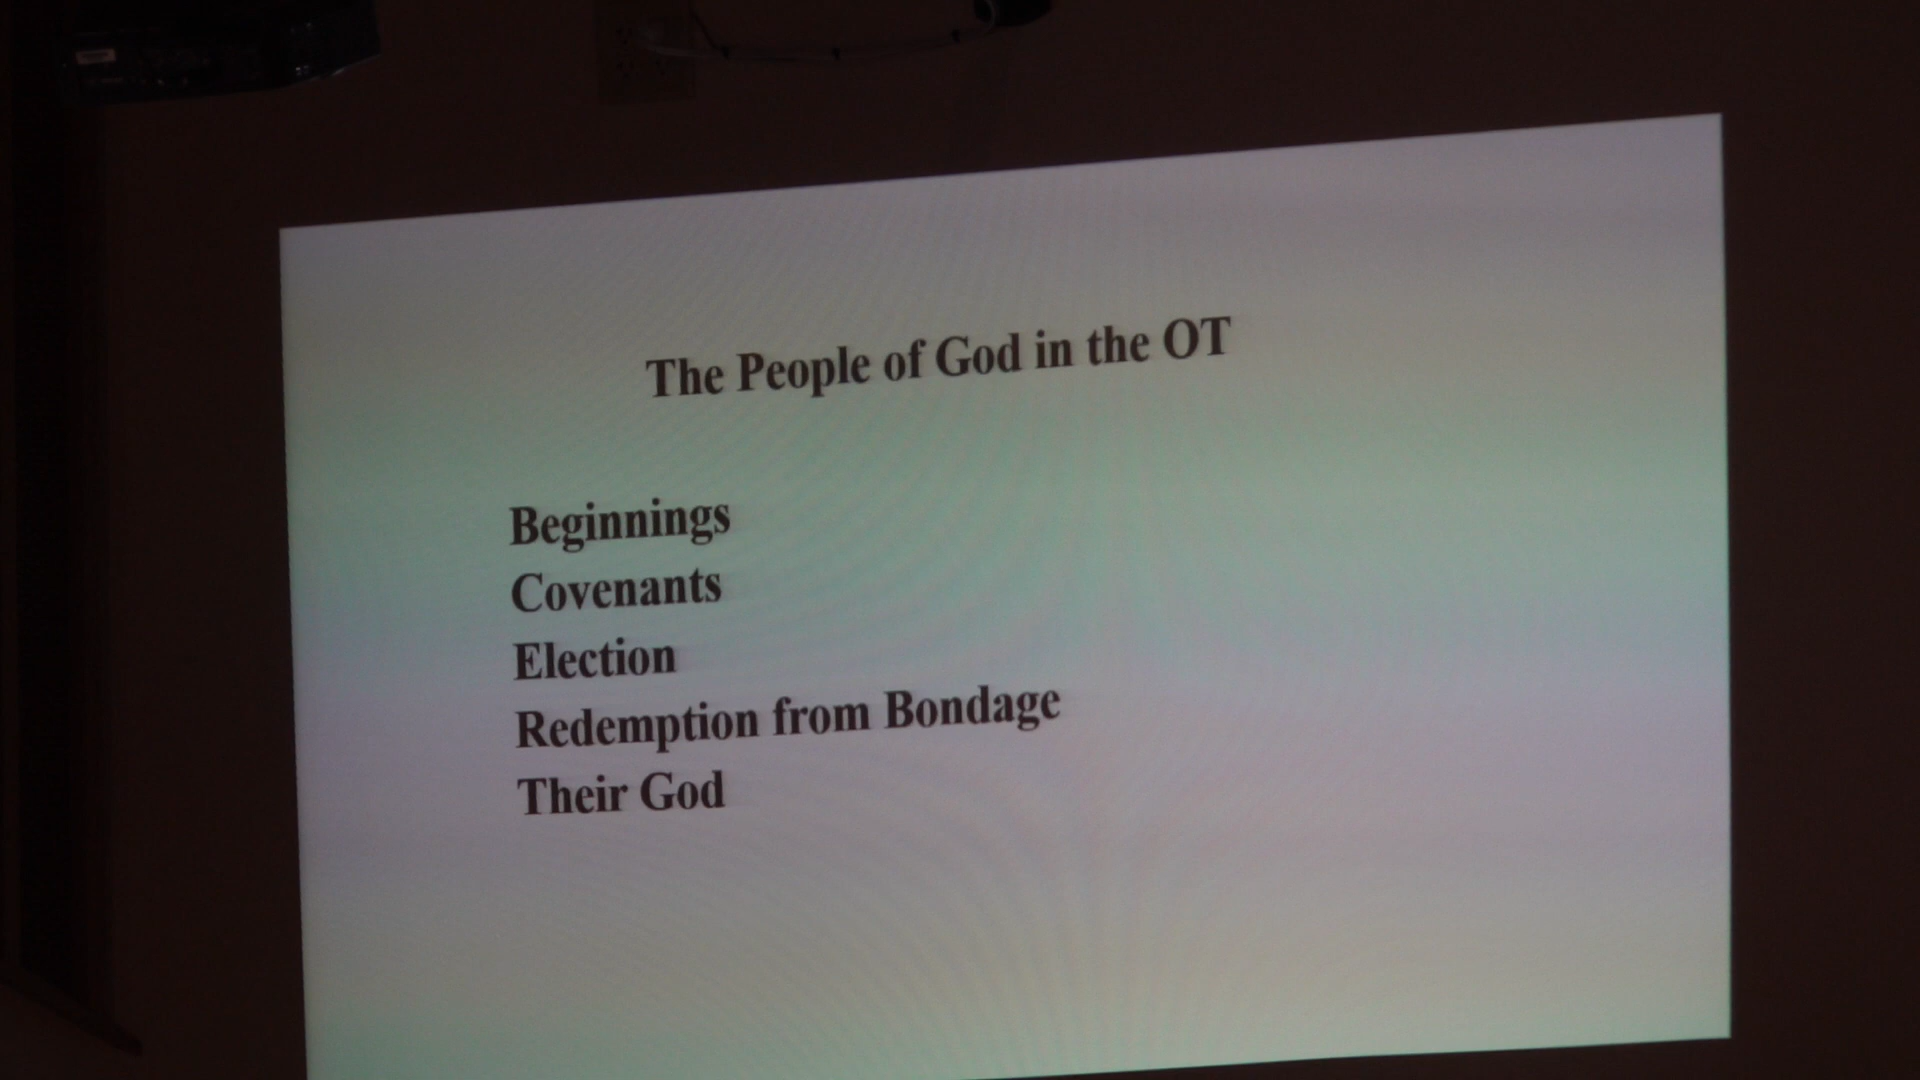 The People of God in the OT
Beginnings
Covenants
Election
Redemption from Bondage
Their God